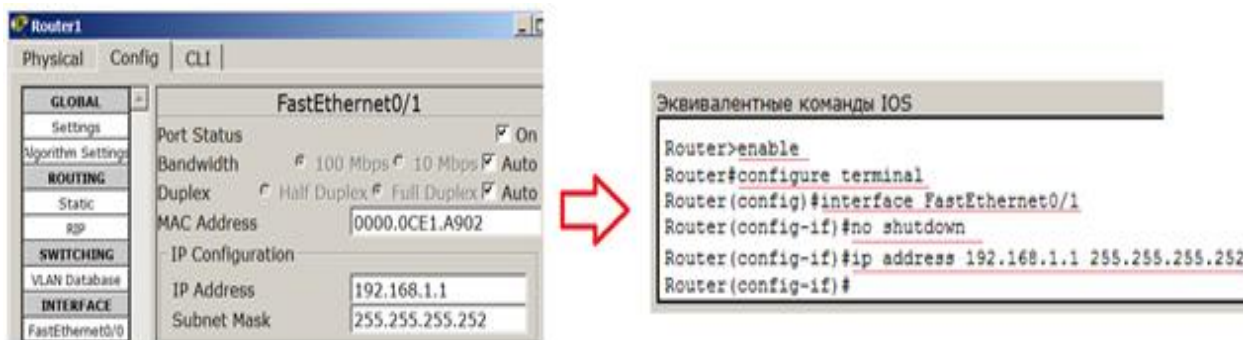 Router1
Physical Config CLI
GLOBAL
Settings
Algorithm Settings
ROUTING
Static
RIP
SWITCHING
VLAN Database
INTERFACE
FastEthernet0/0
FastEthernet0/1
Port Status On
Bandwidth 100 Mbps 10 Mbps Auto
Duplex Half Duplex Full Duplex Auto
MAC Address 0000.0CE1.A902
IP Configuration
IP Address 192.168.1.1
Subnet Mask 255.255.255.252
Эквивалентные команды IOS
Router>enable
Router#configure terminal
Router(config)#interface FastEthernet0/1
Router(config-if)#no shutdown
Router(config-if)#ip address 192.168.1.1 255.255.255.252
Router(config-if)#